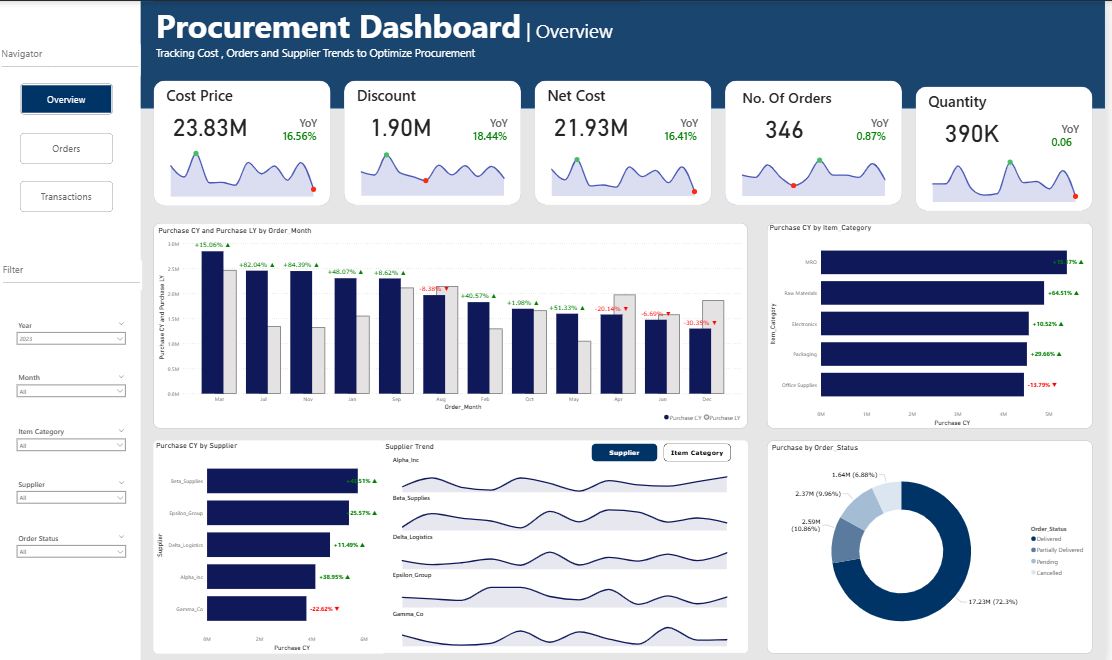 Procurement Dashboard | Overview
Tracking Cost , Orders and Supplier Trends to Optimize Procurement
Navigator
Overview
Orders
Transactions
Filter
Year
2023
Month
All
Item Category
All
Supplier
All
Order Status
All
Cost Price
23.83M
YoY
16.56%
Discount
1.90M
YoY
18.44%
Net Cost
21.93M
YoY
16.41%
No. Of Orders
346
YoY
0.87%
Quantity
390K
YoY
0.06
Purchase CY and Purchase LY by Order_Month
Purchase CY and Purchase LY
3.0M
2.5M
2.0M
1.5M
1.0M
0.5M
0.0M
+15.06% ▲
+82.04% ▲
+84.39% ▲
+48.07% ▲
+8.62% ▲
-8.38% ▼
+40.57% ▲
+1.98% ▲
+51.33% ▲
-20.14% ▼
-6.69% ▼
-30.35% ▼
Mar Jul Nov Jan Sep Aug Feb Oct May Apr Jun Dec
Order_Month
Purchase CY Purchase LY
Purchase CY by Item_Category
Item_Category
MRO
Raw Materials +64.51% ▲
Electronics +10.52% ▲
Packaging +29.66% ▲
Office Supplies -13.79% ▼
0M 1M 2M 3M 4M 5M
Purchase CY
Purchase CY by Supplier
Supplier
Beta_Supplies
Epsilon_Group +25.57% ▲
Delta_Logistics +11.49% ▲
Alpha_Inc +38.95% ▲
Gamma_Co -22.62% ▼
0M 2M 4M 6M
Purchase CY
Supplier Trend
Supplier
Item Category
Alpha_Inc
Beta_Supplies
Delta_Logistics
Epsilon_Group
Gamma_Co
Purchase by Order_Status
1.64M (6.88%)
2.37M (9.96%)
2.59M
(10.86%)
17.23M (72.3%)
Order_Status
Delivered
Partially Delivered
Pending
Cancelled